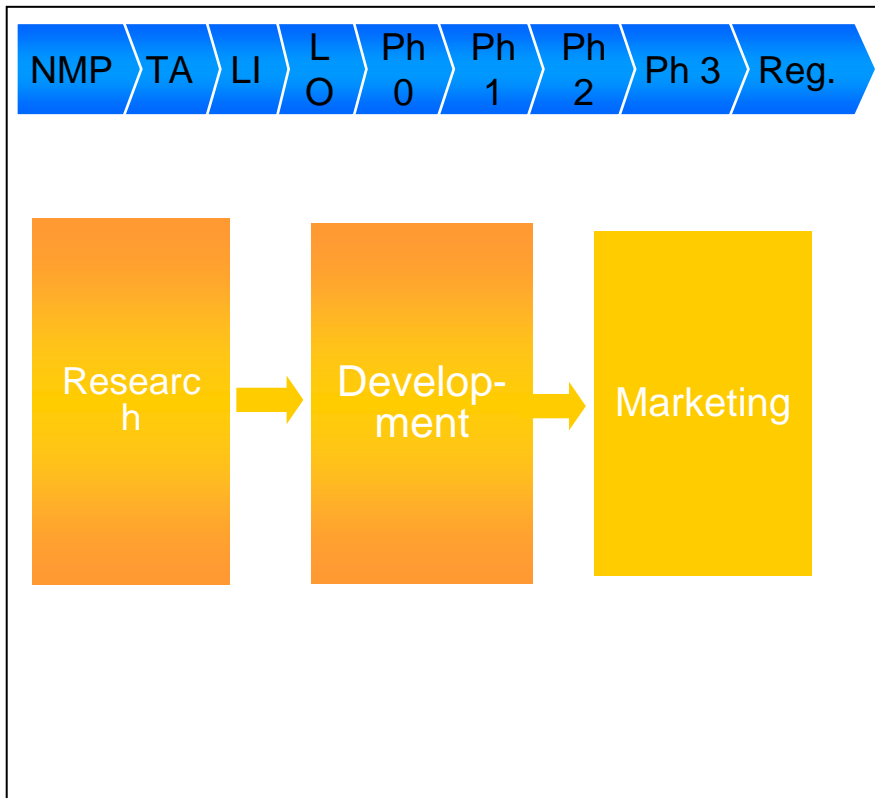 NMP TA LI L O Ph 0 Ph 1 Ph 2 Ph 3 Reg.
Researc
h
Develop-
ment
Marketing